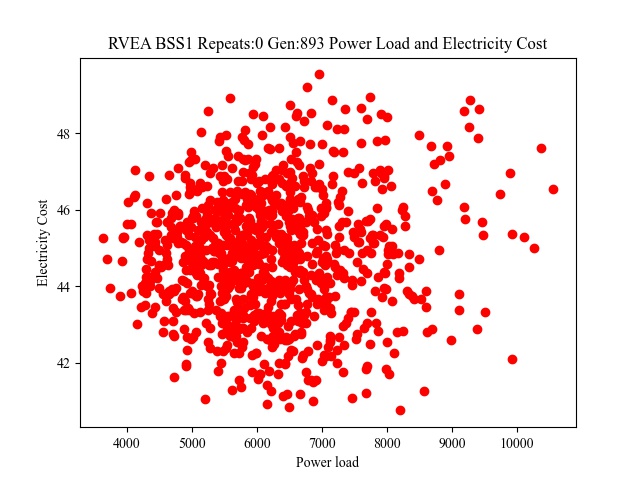 RVEA BSS1 Repeats:0 Gen:893 Power Load and Electricity Cost
48
46
44
42
Electricity Cost
4000 5000 6000 7000 8000 9000 10000
Power load